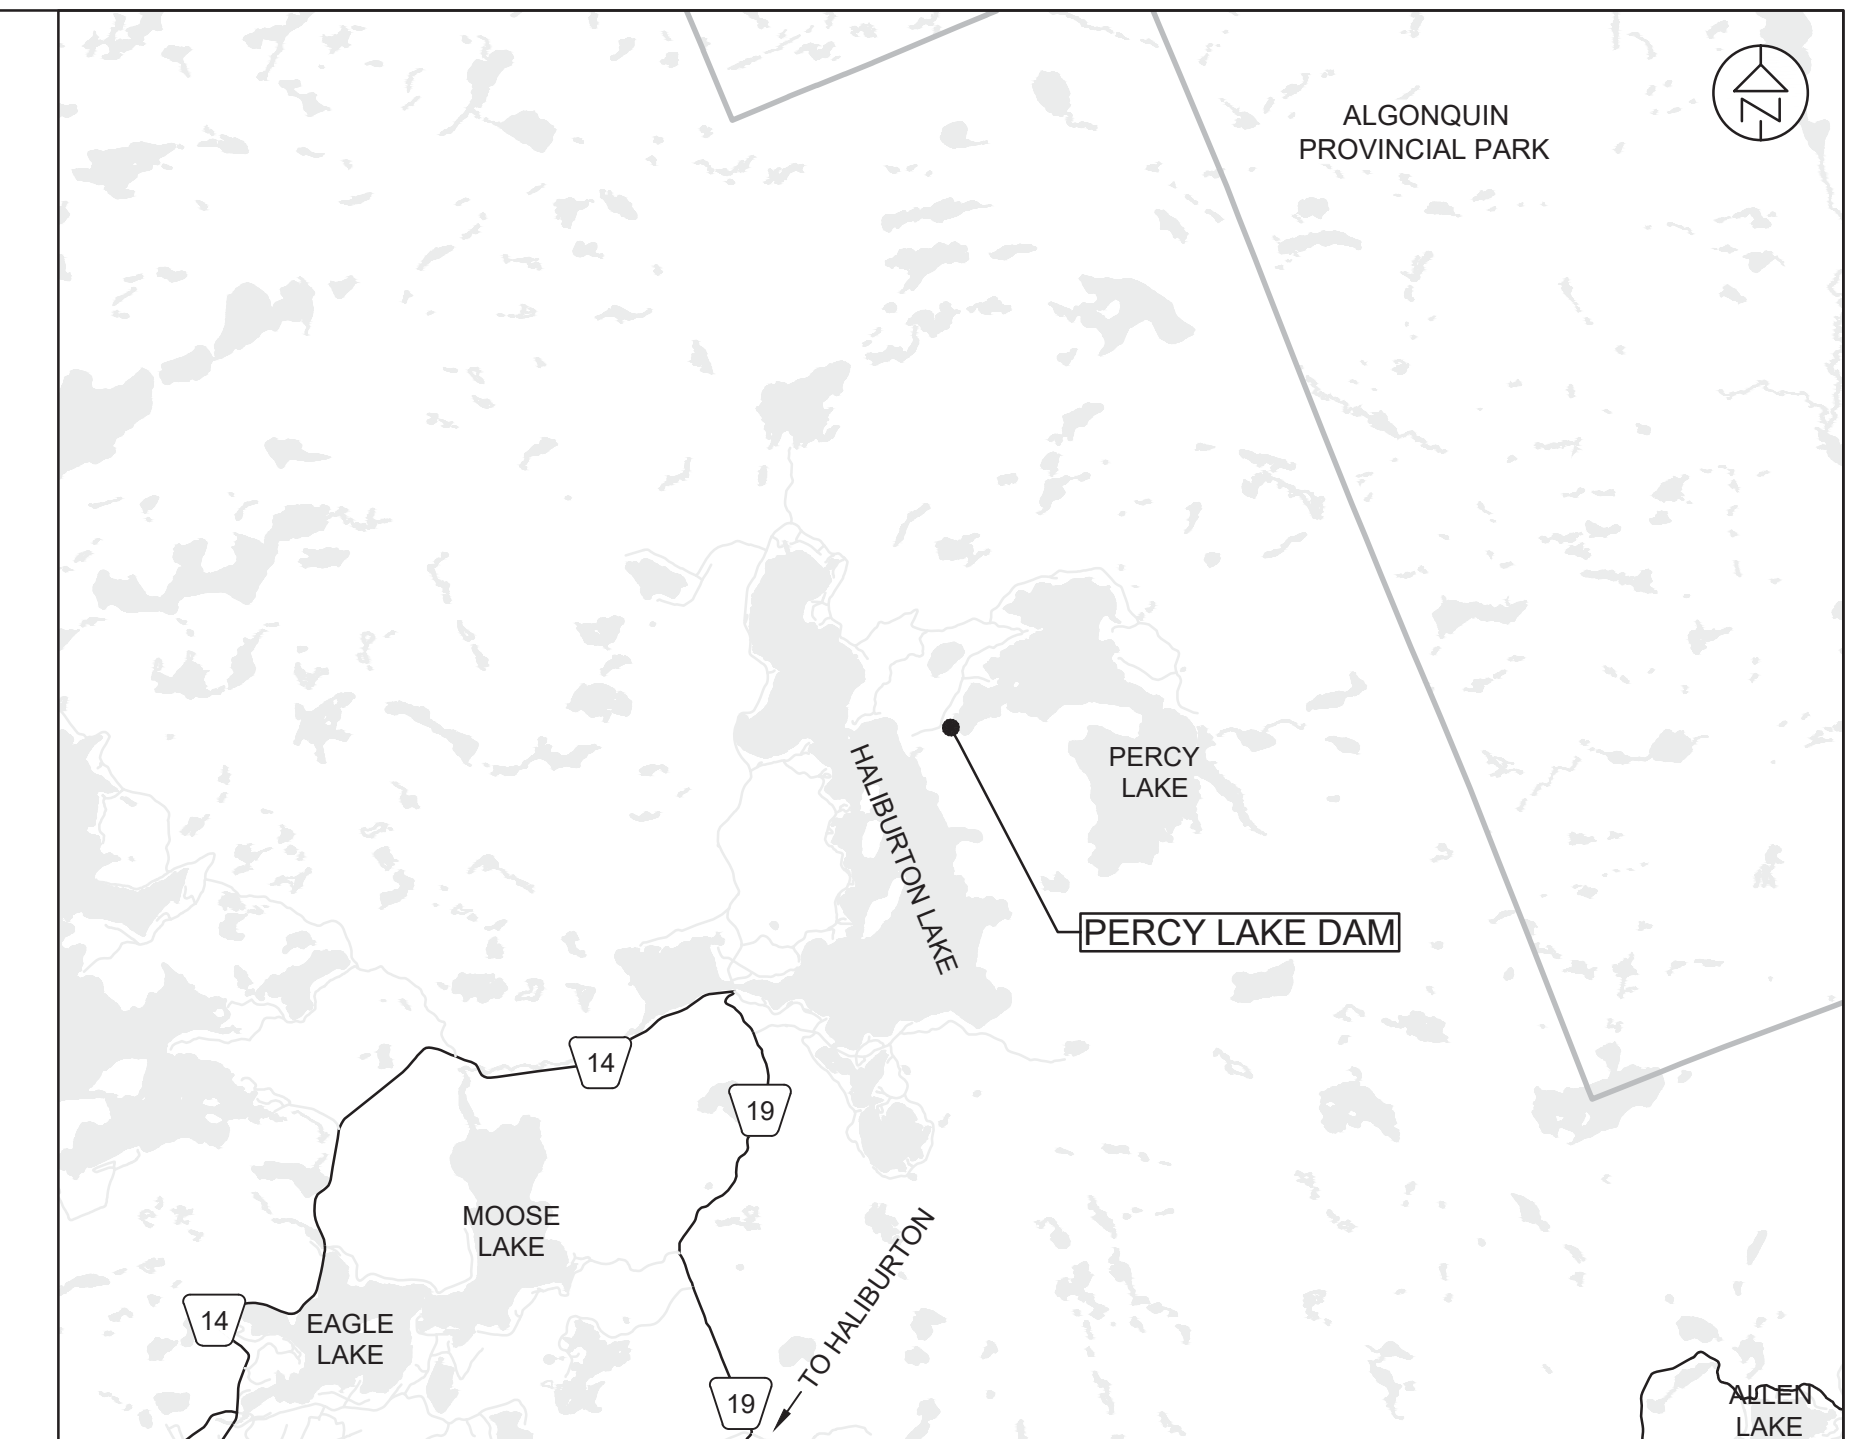 ALGONQUIN
PROVINCIAL PARK
N
PERCY
LAKE
HALIBURTON LAKE
PERCY LAKE DAM
14
19
MOOSE
LAKE
TO HALIBURTON
14
EAGLE
LAKE
19
ALLEN
LAKE